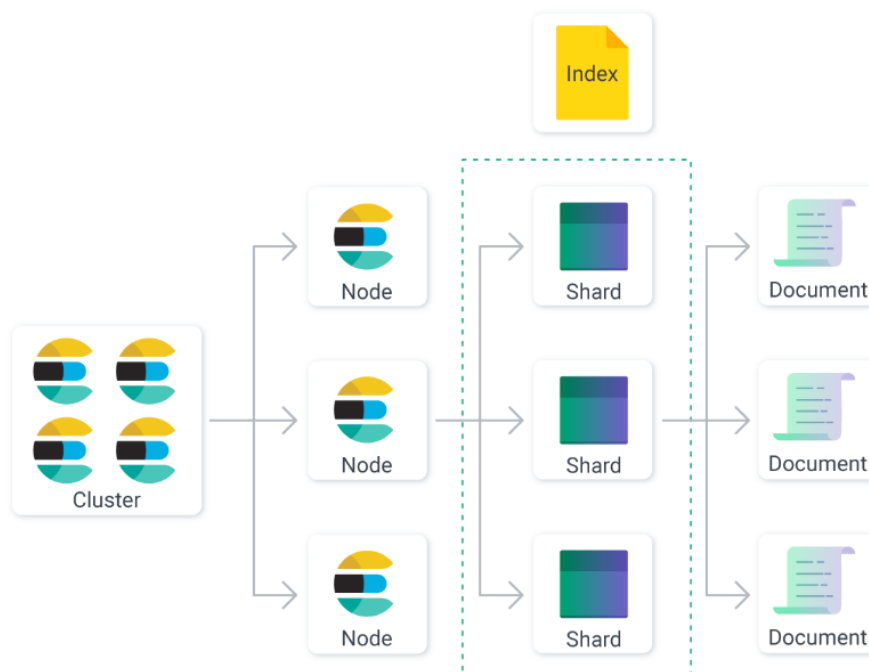 Index
Node
Shard
Document
Cluster
Node
Shard
Document
Node
Shard
Document